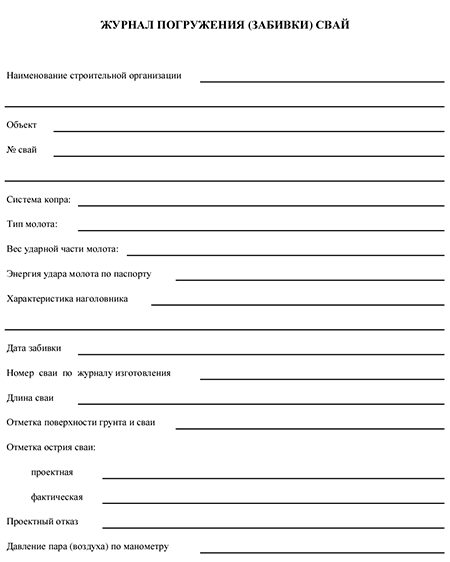 ЖУРНАЛ ПОГРУЖЕНИЯ (ЗАБИВКИ) СВАЙ
Наименование строительной организации
Объект
№ свай
Система копра:
Тип молота:
Вес ударной части молота:
Энергия удара молота по паспорту
Характеристика наголовника
Дата забивки
Номер сваи по журналу изготовления
Длина сваи
Отметка поверхности грунта и сваи
Отметка острия сваи:
проектная
фактическая
Проектный отказ
Давление пара (воздуха) по манометру